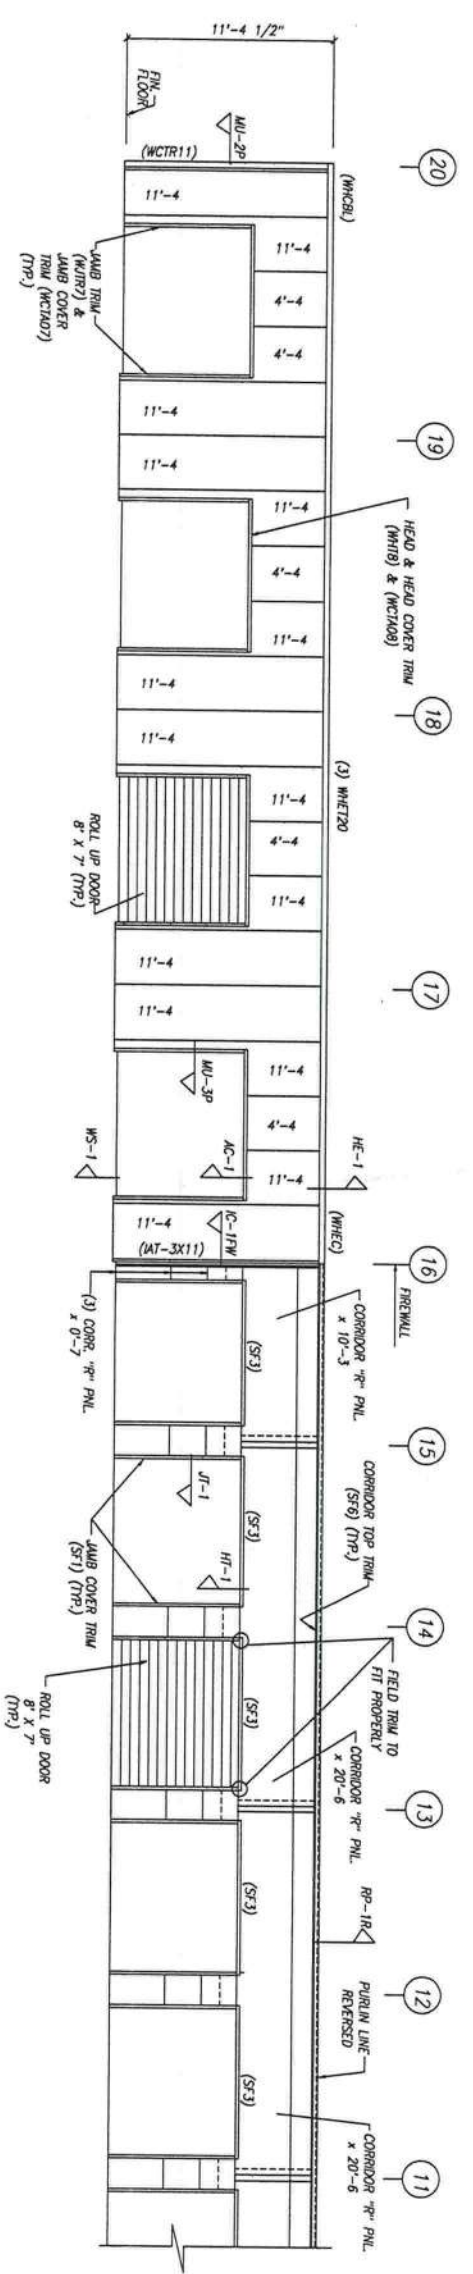 20
19
18
17
16
15
14
13
12
11
11'-4 1/2"
FIN.
FLOOR
MU-2P
(WCTR11)
(WHCBL)
HEAD & HEAD COVER TRIM
(WHT8) & (WCTA08)
(3) WHET20
HE-1
(WHEC)
FIREWALL
CORRIDOR "R" PNL.
x 10'-3
CORRIDOR TOP TRIM
(SF6) (TYP.)
FIELD TRIM TO
FIT PROPERLY
CORRIDOR "R" PNL.
x 20'-6
RP-1R
PURLIN LINE
REVERSED
CORRIDOR "R" PNL.
x 20'-6
11'-4
11'-4
4'-4
4'-4
11'-4
11'-4
11'-4
4'-4
11'-4
11'-4
11'-4
11'-4
4'-4
11'-4
11'-4
11'-4
11'-4
4'-4
11'-4
11'-4
JAMB TRIM
(WJTR7) &
JAMB COVER
TRIM (WCTA07)
(TYP.)
ROLL UP DOOR
8' X 7' (TYP.)
MU-3P
WS-1
AC-1
IC-1FW
(IAT-3X11)
(3) CORR. "R" PNL.
x 0'-7
(SF3)
(SF3)
(SF3)
(SF3)
(SF3)
JT-1
HT-1
JAMB COVER TRIM
(SF1) (TYP.)
ROLL UP DOOR
8' X 7'
(TYP.)